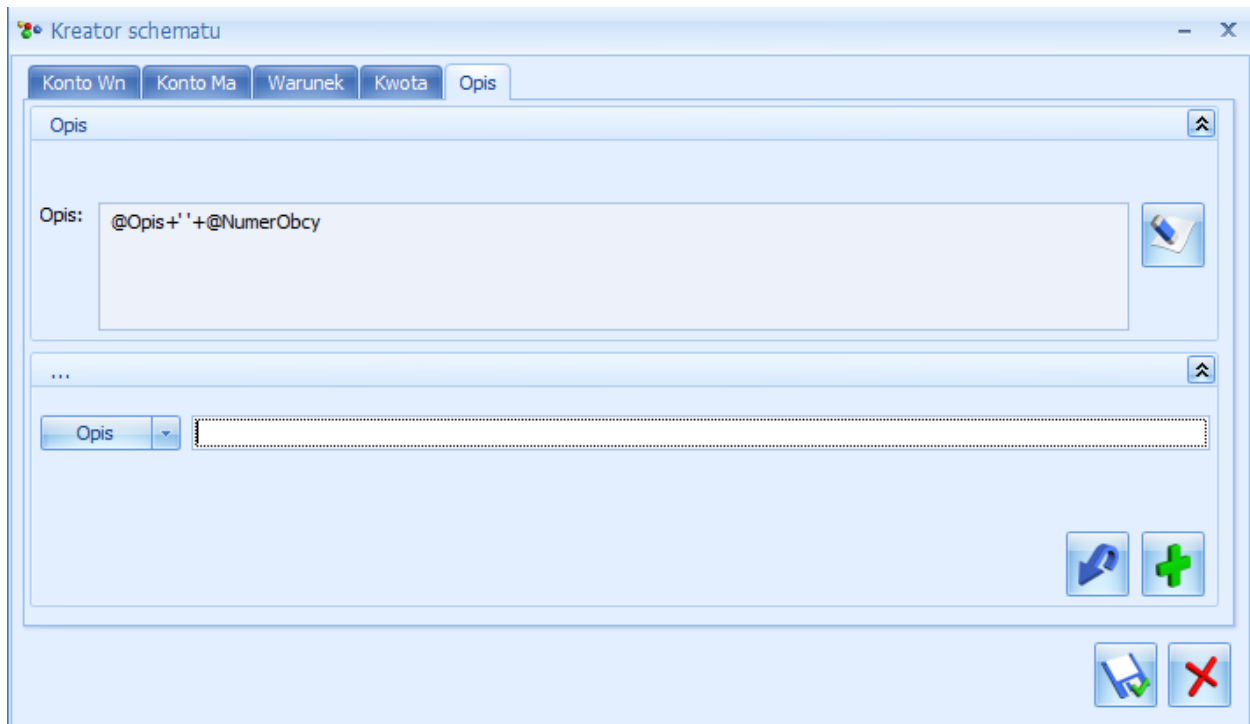 Kreator schematu
Konto Wn Konto Ma Warunek Kwota Opis
Opis
Opis: @Opis+' '+@NumerObcy
...
Opis